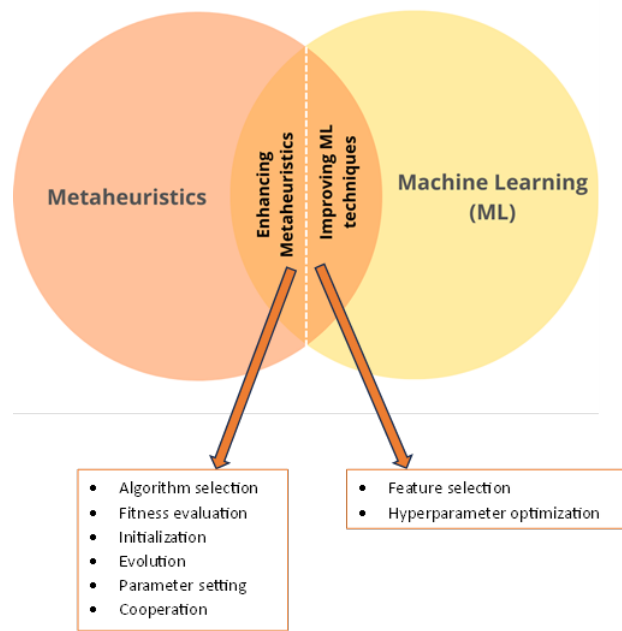 Metaheuristics
Enhancing
Metaheuristics
Improving ML
techniques
Machine Learning
(ML)
• Algorithm selection
• Fitness evaluation
• Initialization
• Evolution
• Parameter setting
• Cooperation
• Feature selection
• Hyperparameter optimization